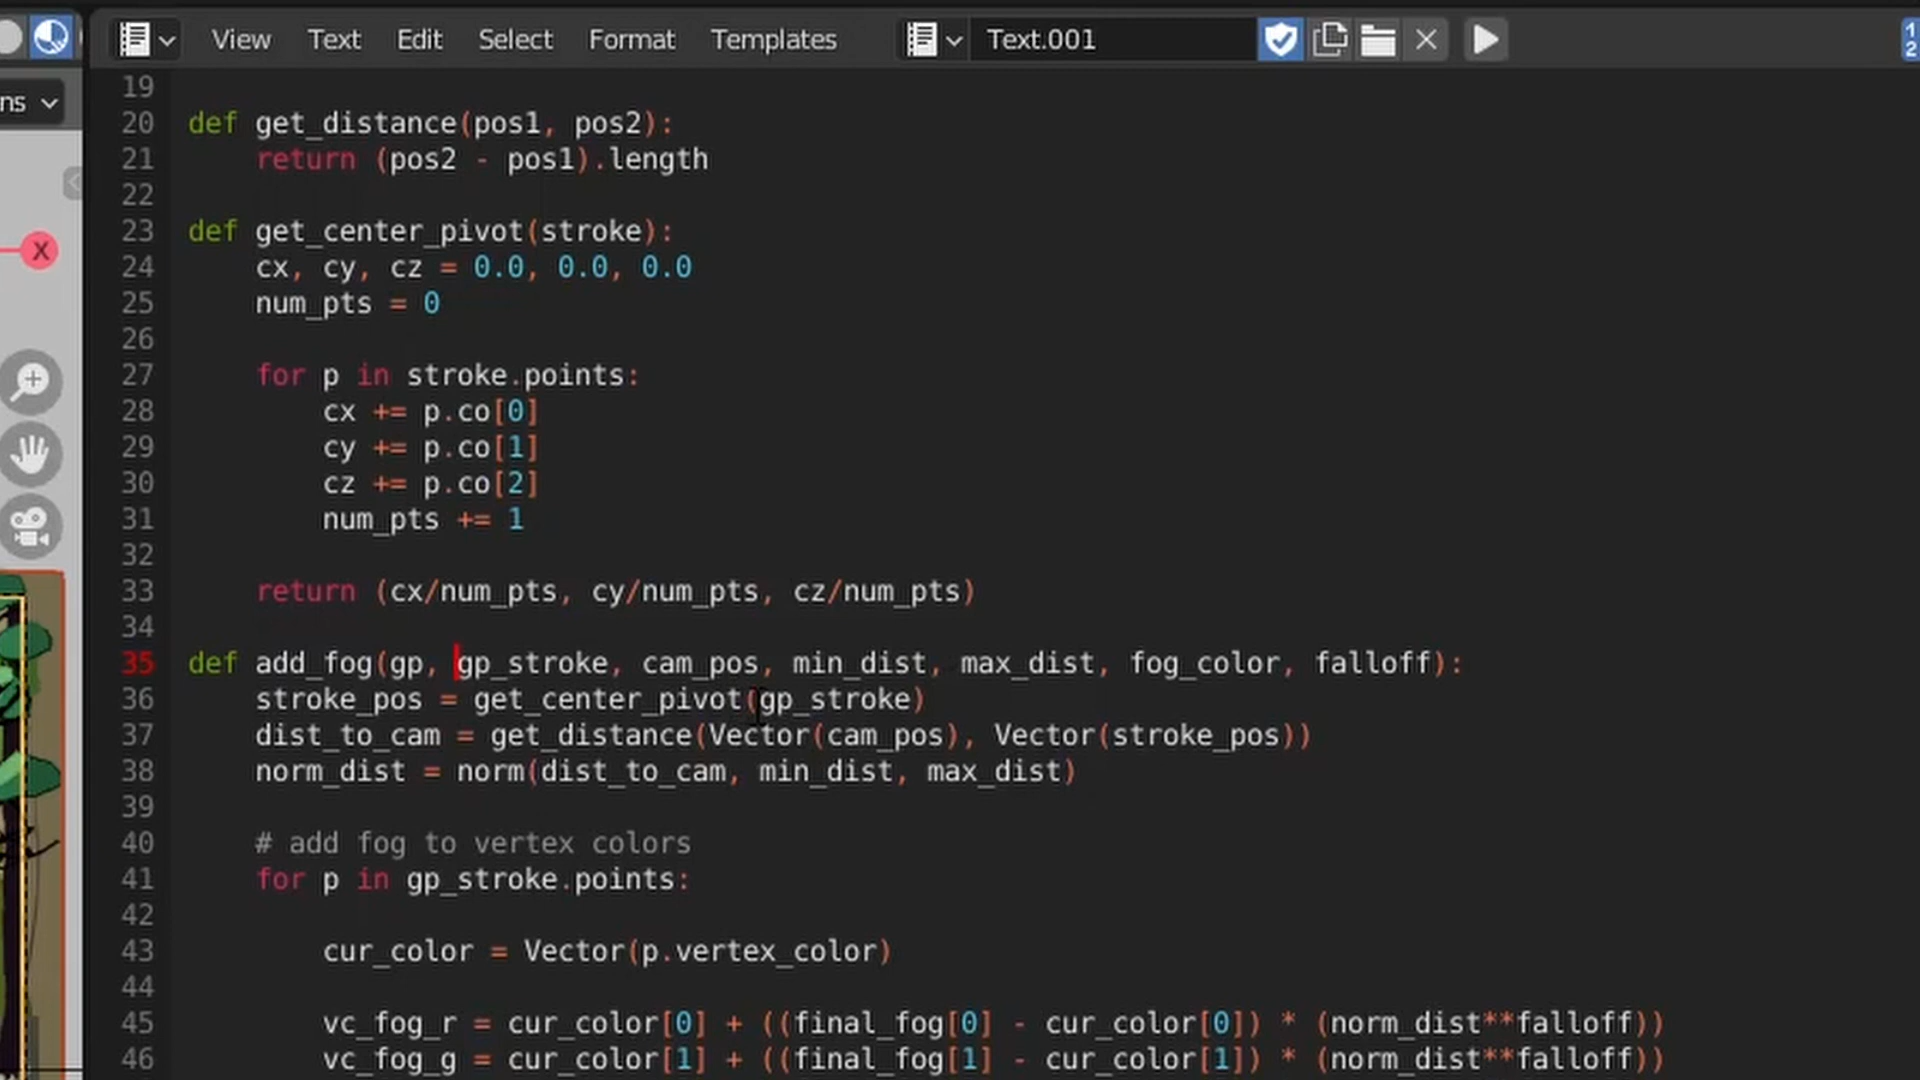 View Text Edit Select Format Templates Text.001
ns
X
19
20 def get_distance(pos1, pos2):
21     return (pos2 - pos1).length
22
23 def get_center_pivot(stroke):
24     cx, cy, cz = 0.0, 0.0, 0.0
25     num_pts = 0
26
27     for p in stroke.points:
28         cx += p.co[0]
29         cy += p.co[1]
30         cz += p.co[2]
31         num_pts += 1
32
33     return (cx/num_pts, cy/num_pts, cz/num_pts)
34
35 def add_fog(gp, gp_stroke, cam_pos, min_dist, max_dist, fog_color, falloff):
36     stroke_pos = get_center_pivot(gp_stroke)
37     dist_to_cam = get_distance(Vector(cam_pos), Vector(stroke_pos))
38     norm_dist = norm(dist_to_cam, min_dist, max_dist)
39
40     # add fog to vertex colors
41     for p in gp_stroke.points:
42
43         cur_color = Vector(p.vertex_color)
44
45         vc_fog_r = cur_color[0] + ((final_fog[0] - cur_color[0]) * (norm_dist**falloff))
46         vc_fog_g = cur_color[1] + ((final_fog[1] - cur_color[1]) * (norm_dist**falloff))